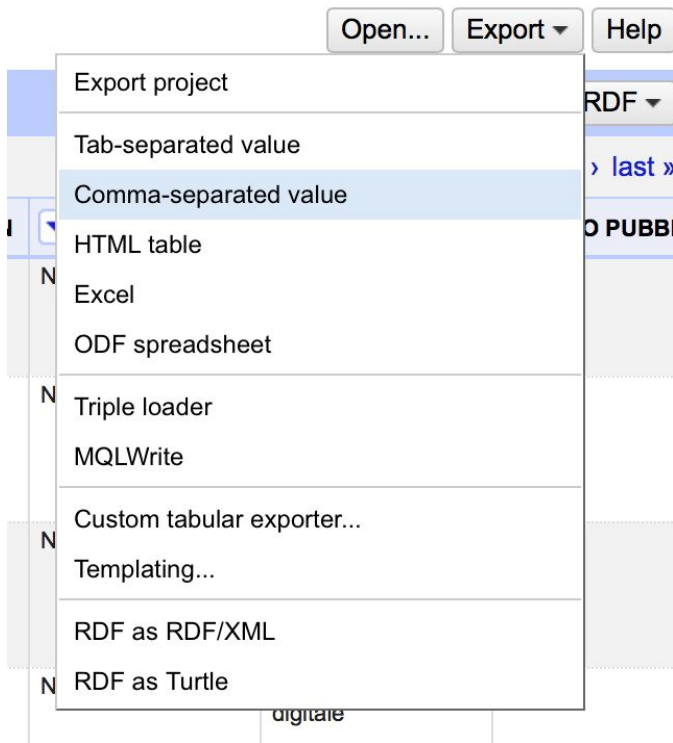 Open... Export Help
Export project
RDF
Tab-separated value
› last »
Comma-separated value
O PUBB
HTML table
N
Excel
ODF spreadsheet
N
Triple loader
MQLWrite
Custom tabular exporter...
N
Templating...
RDF as RDF/XML
N
RDF as Turtle
digitale